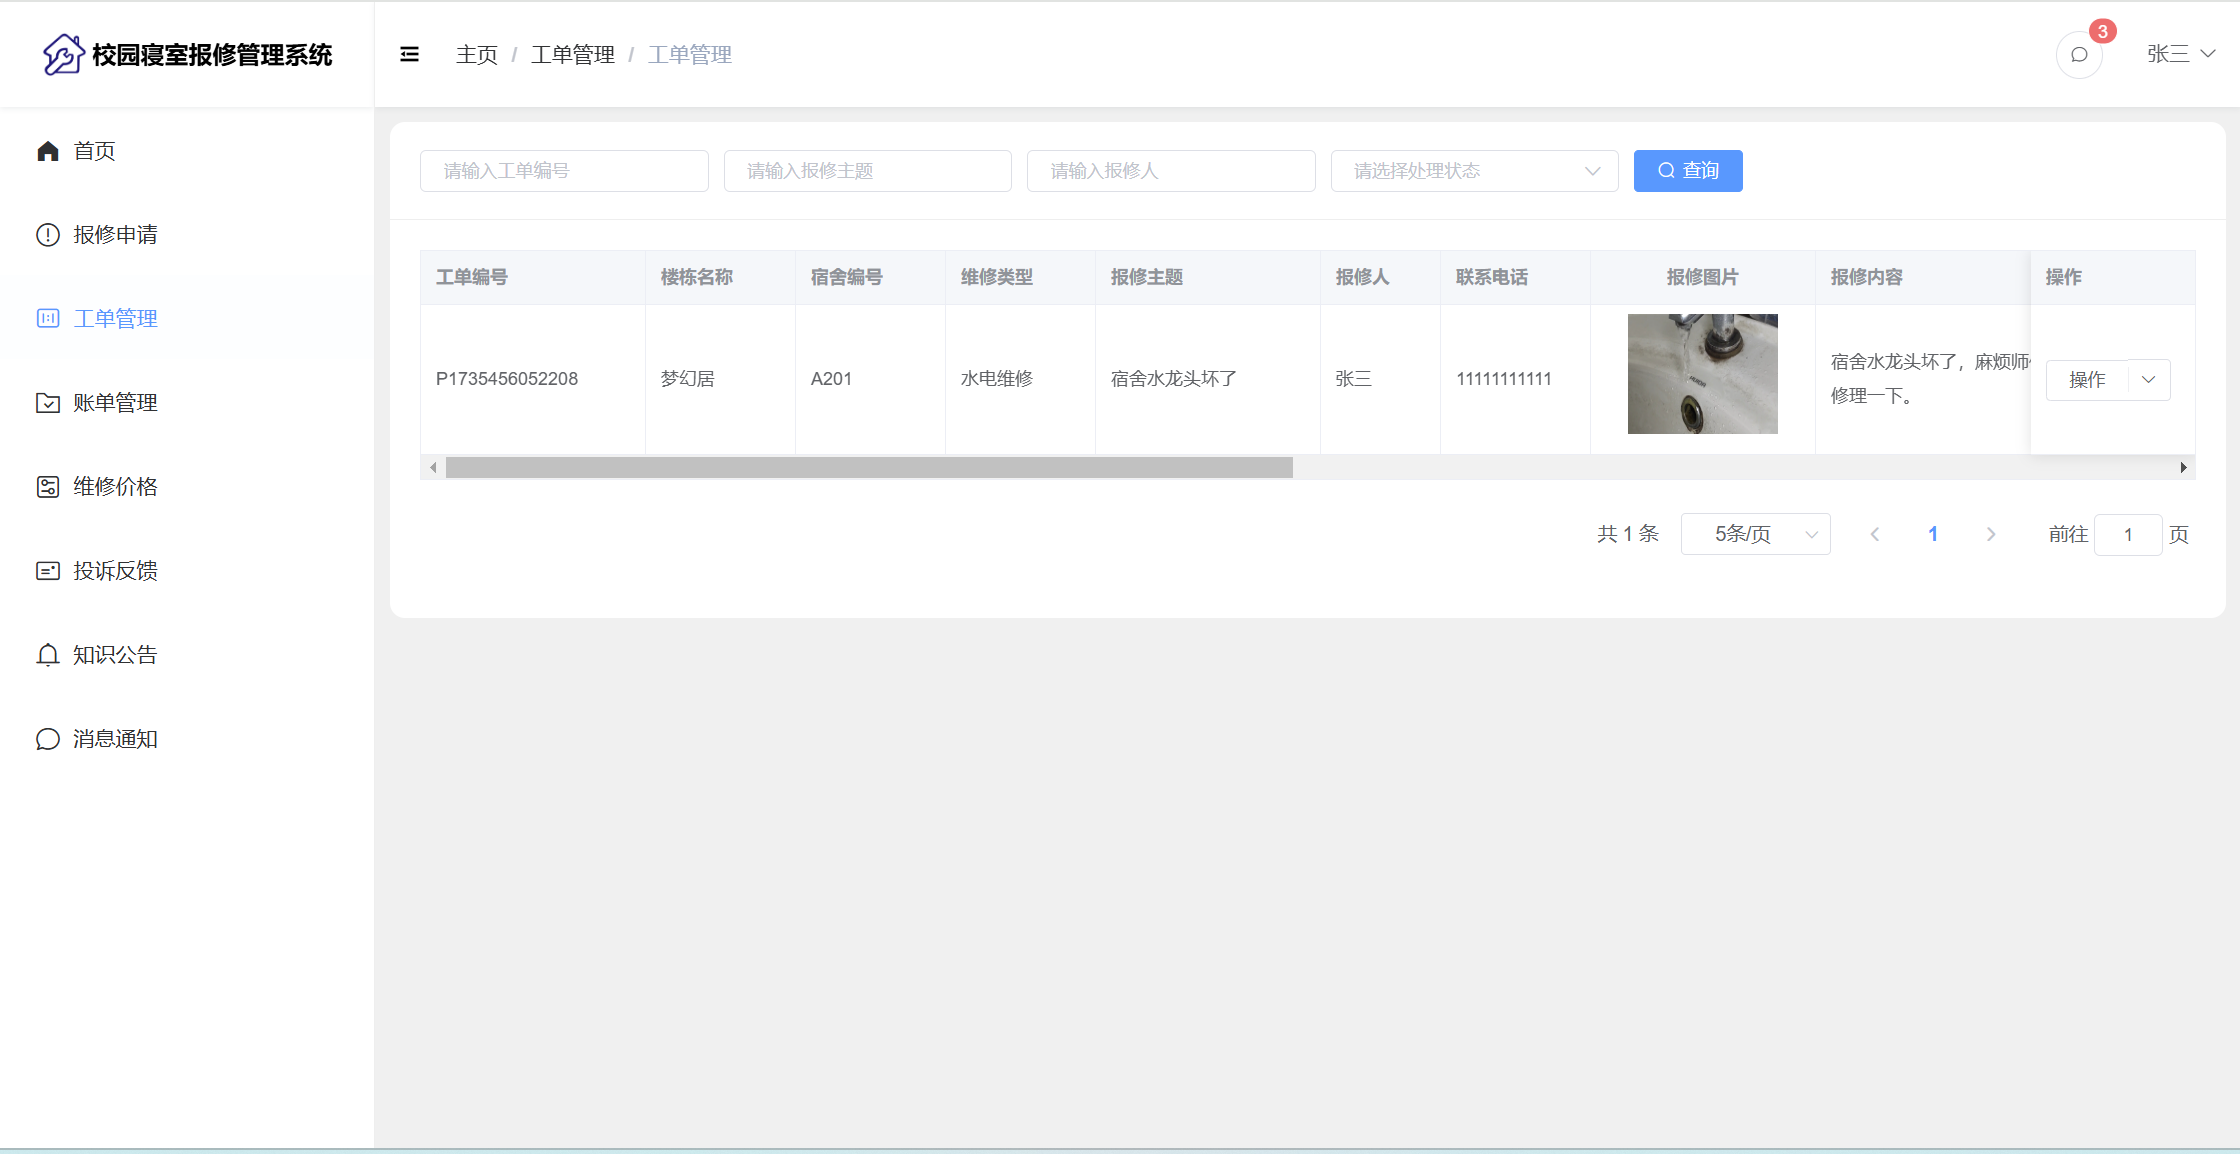 校园寝室报修管理系统
主页 / 工单管理 / 工单管理
3
张三
首页
报修申请
工单管理
账单管理
维修价格
投诉反馈
知识公告
消息通知
请输入工单编号
请输入报修主题
请输入报修人
请选择处理状态
查询
工单编号 楼栋名称 宿舍编号 维修类型 报修主题 报修人 联系电话 报修图片 报修内容 操作
P1735456052208 梦幻居 A201 水电维修 宿舍水龙头坏了 张三 11111111111
宿舍水龙头坏了，麻烦师
修理一下。
操作
共 1 条
5条/页
1
前往 1 页